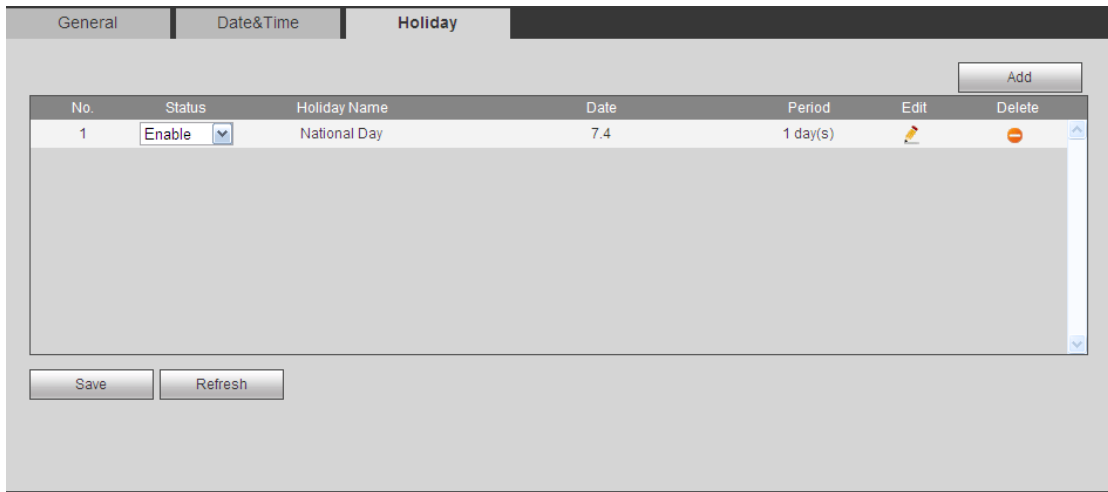 General Date&Time Holiday
Add
No. Status Holiday Name Date Period Edit Delete
1 Enable National Day 7.4 1 day(s)
Save Refresh